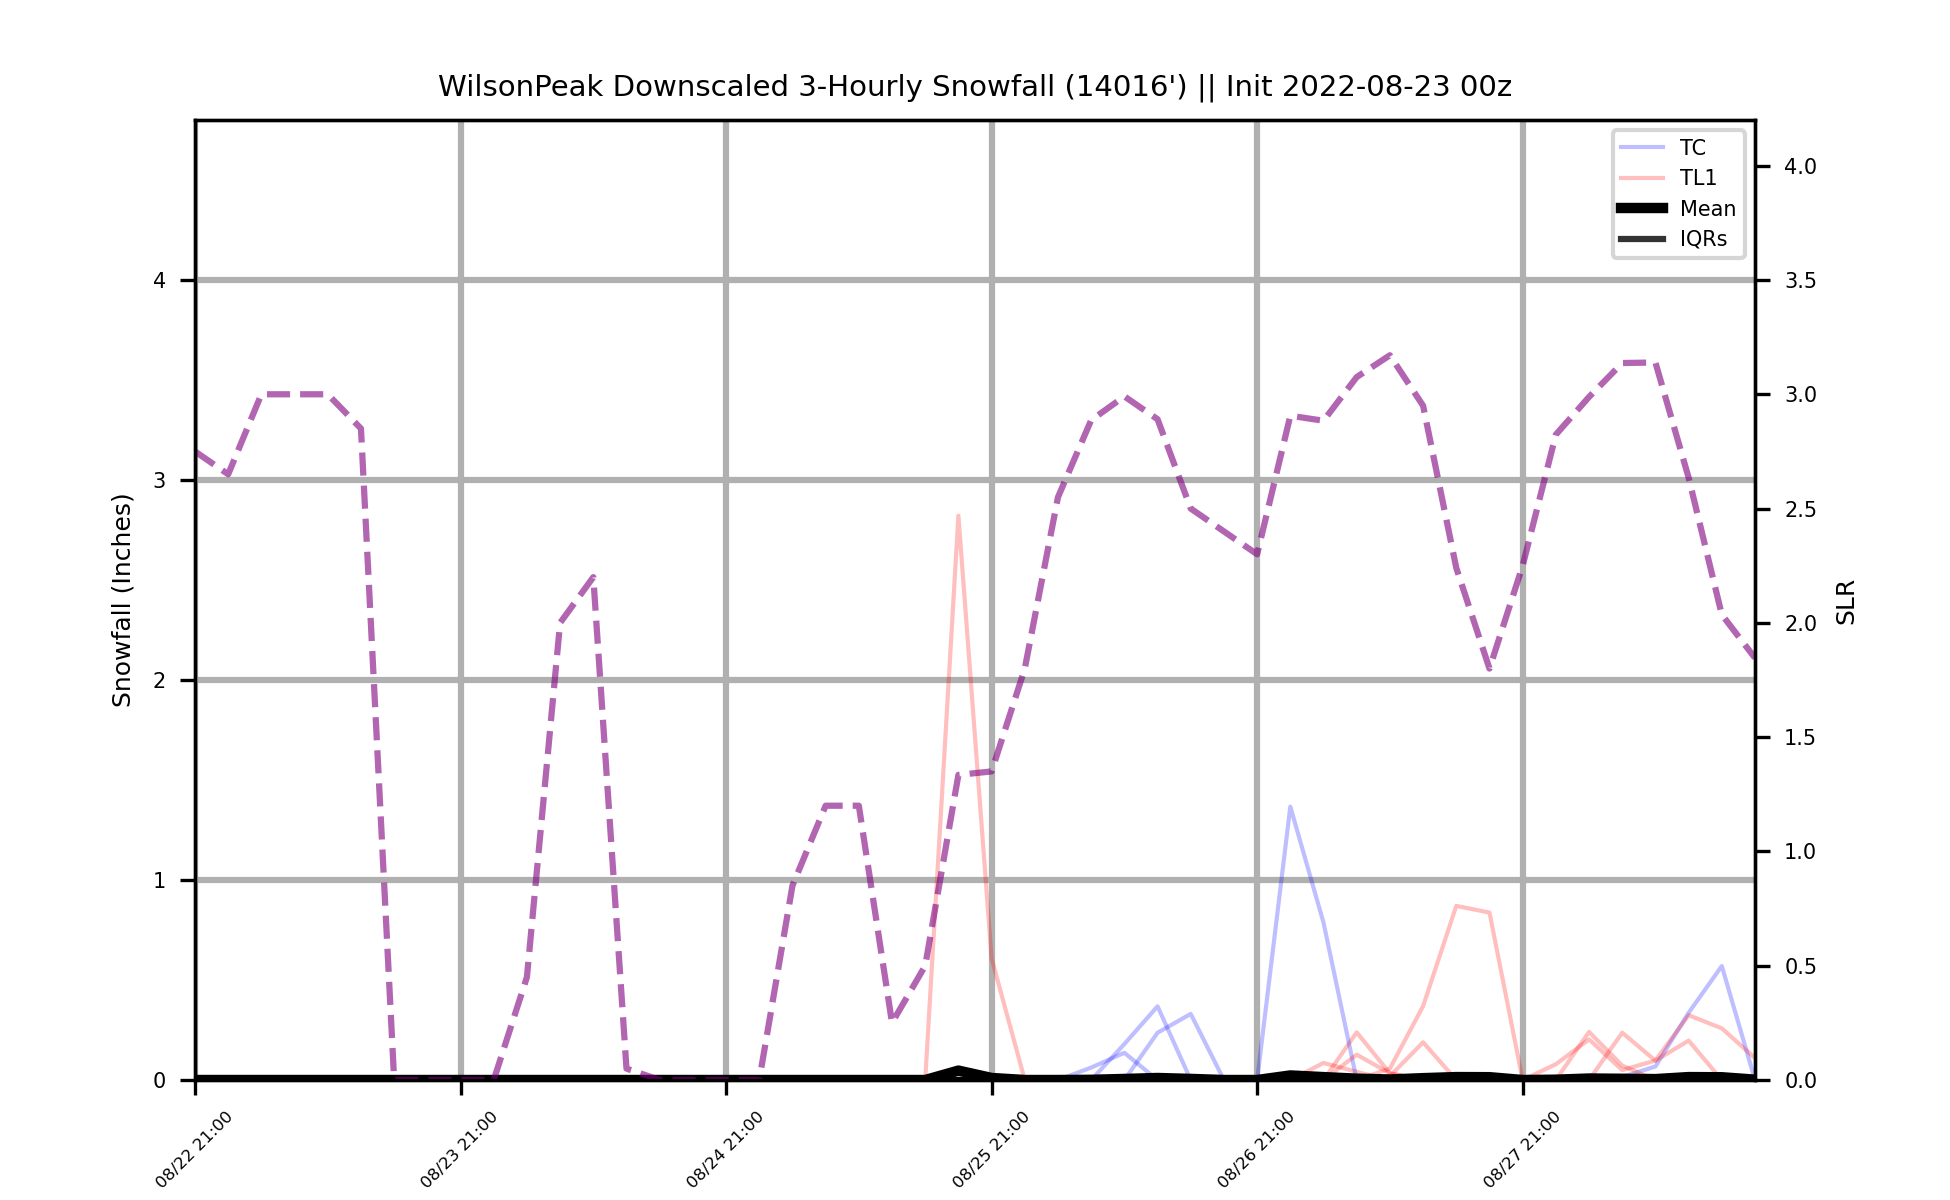 WilsonPeak Downscaled 3-Hourly Snowfall (14016') || Init 2022-08-23 00z
TC
TL1
Mean
IQRs
Snowfall (Inches)
4
3
2
1
0
4.0
3.5
3.0
2.5
2.0
1.5
1.0
0.5
0.0
SLR
08/22 21:00
08/23 21:00
08/24 21:00
08/25 21:00
08/26 21:00
08/27 21:00